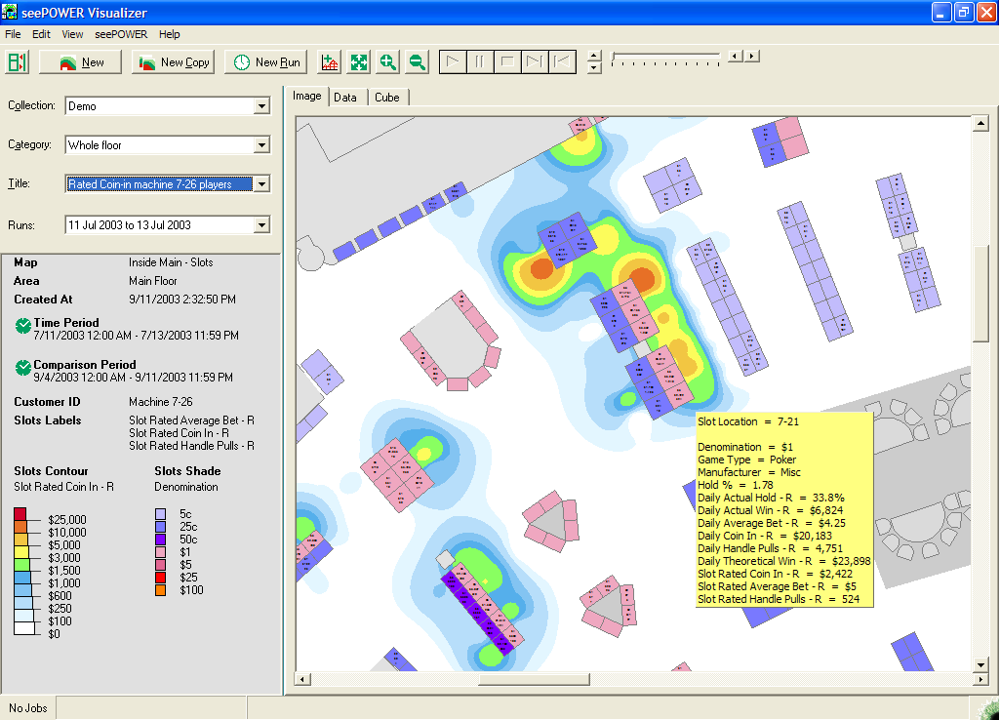 seePOWER Visualizer
File Edit View seePOWER Help
New
New Copy
New Run
Collection: Demo
Category: Whole floor
Title: Rated Coin-in machine 7-26 players
Runs: 11 Jul 2003 to 13 Jul 2003
Map Inside Main - Slots
Area Main Floor
Created At 9/11/2003 2:32:50 PM
Time Period
7/11/2003 12:00 AM - 7/13/2003 11:59 PM
Comparison Period
9/4/2003 12:00 AM - 9/11/2003 11:59 PM
Customer ID Machine 7-26
Slots Labels Slot Rated Average Bet - R
Slot Rated Coin In - R
Slot Rated Handle Pulls - R
Slots Contour
Slot Rated Coin In - R
$25,000
$10,000
$5,000
$3,000
$1,500
$1,000
$600
$250
$100
$0
Slots Shade
Denomination
5c
25c
50c
$1
$5
$25
$100
Image Data Cube
Slot Location = 7-21
Denomination = $1
Game Type = Poker
Manufacturer = Misc
Hold % = 1.78
Daily Actual Hold - R = 33.8%
Daily Actual Win - R = $6,824
Daily Average Bet - R = $4.25
Daily Coin In - R = $20,183
Daily Handle Pulls - R = 4,751
Daily Theoretical Win - R = $23,898
Slot Rated Coin In - R = $2,422
Slot Rated Average Bet - R = $5
Slot Rated Handle Pulls - R = 524
No Jobs